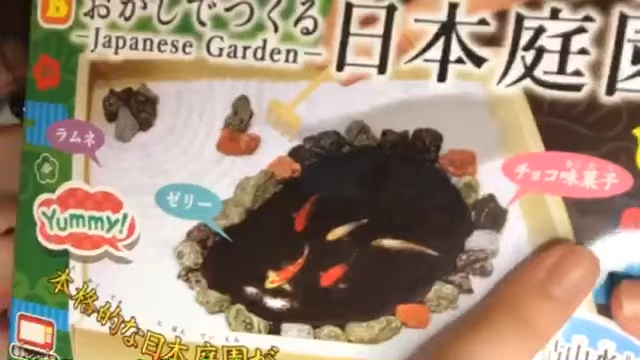 B
おかしでつくる
-Japanese Garden-
日本庭園
ラムネ
チョコ味菓子
ゼリー
Yummy!
本格的な日本庭園が